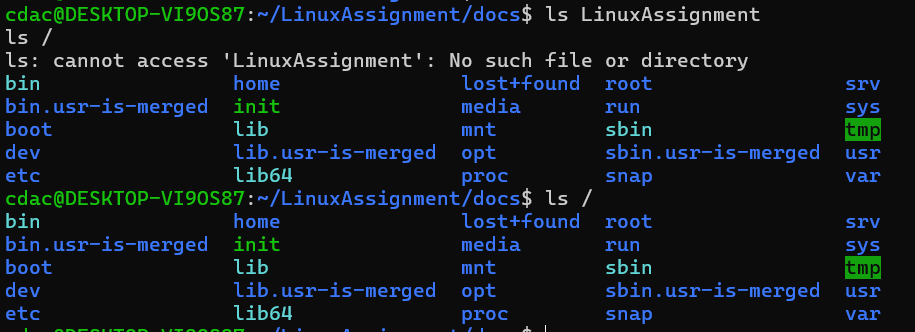 cdac@DESKTOP-VI9OS87:~/LinuxAssignment/docs$ ls LinuxAssignment
ls /
ls: cannot access 'LinuxAssignment': No such file or directory
bin home lost+found root srv
bin.usr-is-merged init media run sys
boot lib mnt sbin tmp
dev lib.usr-is-merged opt sbin.usr-is-merged usr
etc lib64 proc snap var
cdac@DESKTOP-VI9OS87:~/LinuxAssignment/docs$ ls /
bin home lost+found root srv
bin.usr-is-merged init media run sys
boot lib mnt sbin tmp
dev lib.usr-is-merged opt sbin.usr-is-merged usr
etc lib64 proc snap var